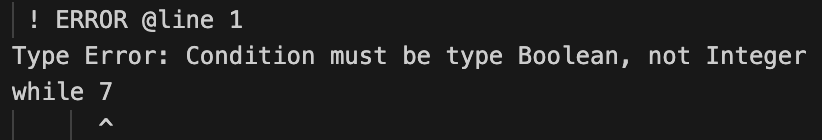 ! ERROR @line 1
Type Error: Condition must be type Boolean, not Integer
while 7
^